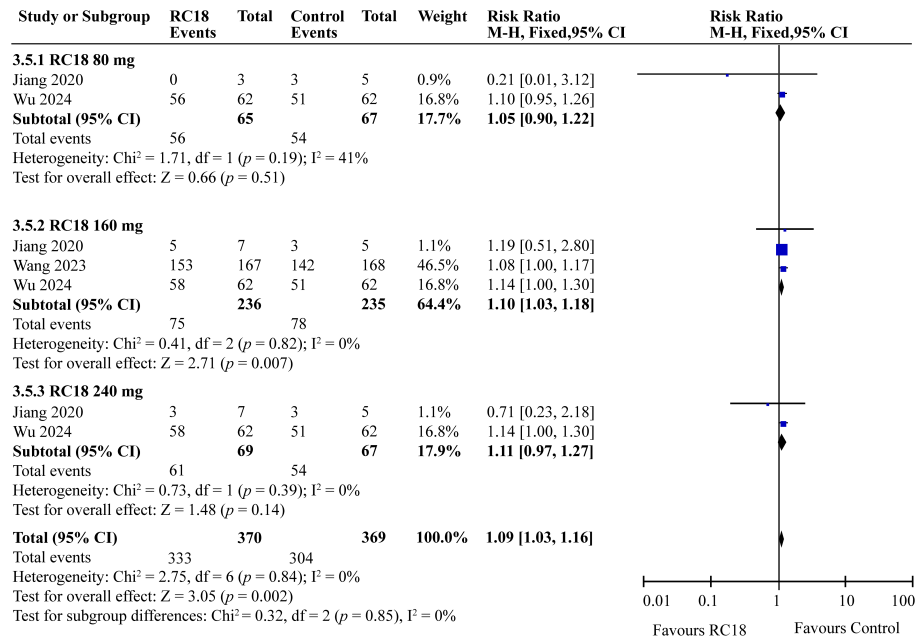 Study or Subgroup RC18 Total Control Total Weight Risk Ratio Risk Ratio
Events Events M-H, Fixed,95% CI M-H, Fixed,95% CI
3.5.1 RC18 80 mg
Jiang 2020 0 3 3 5 0.9% 0.21 [0.01, 3.12]
Wu 2024 56 62 51 62 16.8% 1.10 [0.95, 1.26]
Subtotal (95% CI) 65 67 17.7% 1.05 [0.90, 1.22]
Total events 56 54
Heterogeneity: Chi² = 1.71, df = 1 (p = 0.19); I² = 41%
Test for overall effect: Z = 0.66 (p = 0.51)
3.5.2 RC18 160 mg
Jiang 2020 5 7 3 5 1.1% 1.19 [0.51, 2.80]
Wang 2023 153 167 142 168 46.5% 1.08 [1.00, 1.17]
Wu 2024 58 62 51 62 16.8% 1.14 [1.00, 1.30]
Subtotal (95% CI) 236 235 64.4% 1.10 [1.03, 1.18]
Total events 75 78
Heterogeneity: Chi² = 0.41, df = 2 (p = 0.82); I² = 0%
Test for overall effect: Z = 2.71 (p = 0.007)
3.5.3 RC18 240 mg
Jiang 2020 3 7 3 5 1.1% 0.71 [0.23, 2.18]
Wu 2024 58 62 51 62 16.8% 1.14 [1.00, 1.30]
Subtotal (95% CI) 69 67 17.9% 1.11 [0.97, 1.27]
Total events 61 54
Heterogeneity: Chi² = 0.73, df = 1 (p = 0.39); I² = 0%
Test for overall effect: Z = 1.48 (p = 0.14)
Total (95% CI) 370 369 100.0% 1.09 [1.03, 1.16]
Total events 333 304
Heterogeneity: Chi² = 2.75, df = 6 (p = 0.84); I² = 0%
Test for overall effect: Z = 3.05 (p = 0.002)
Test for subgroup differences: Chi² = 0.32, df = 2 (p = 0.85), I² = 0%
0.01 0.1 1 10 100
Favours RC18 Favours Control